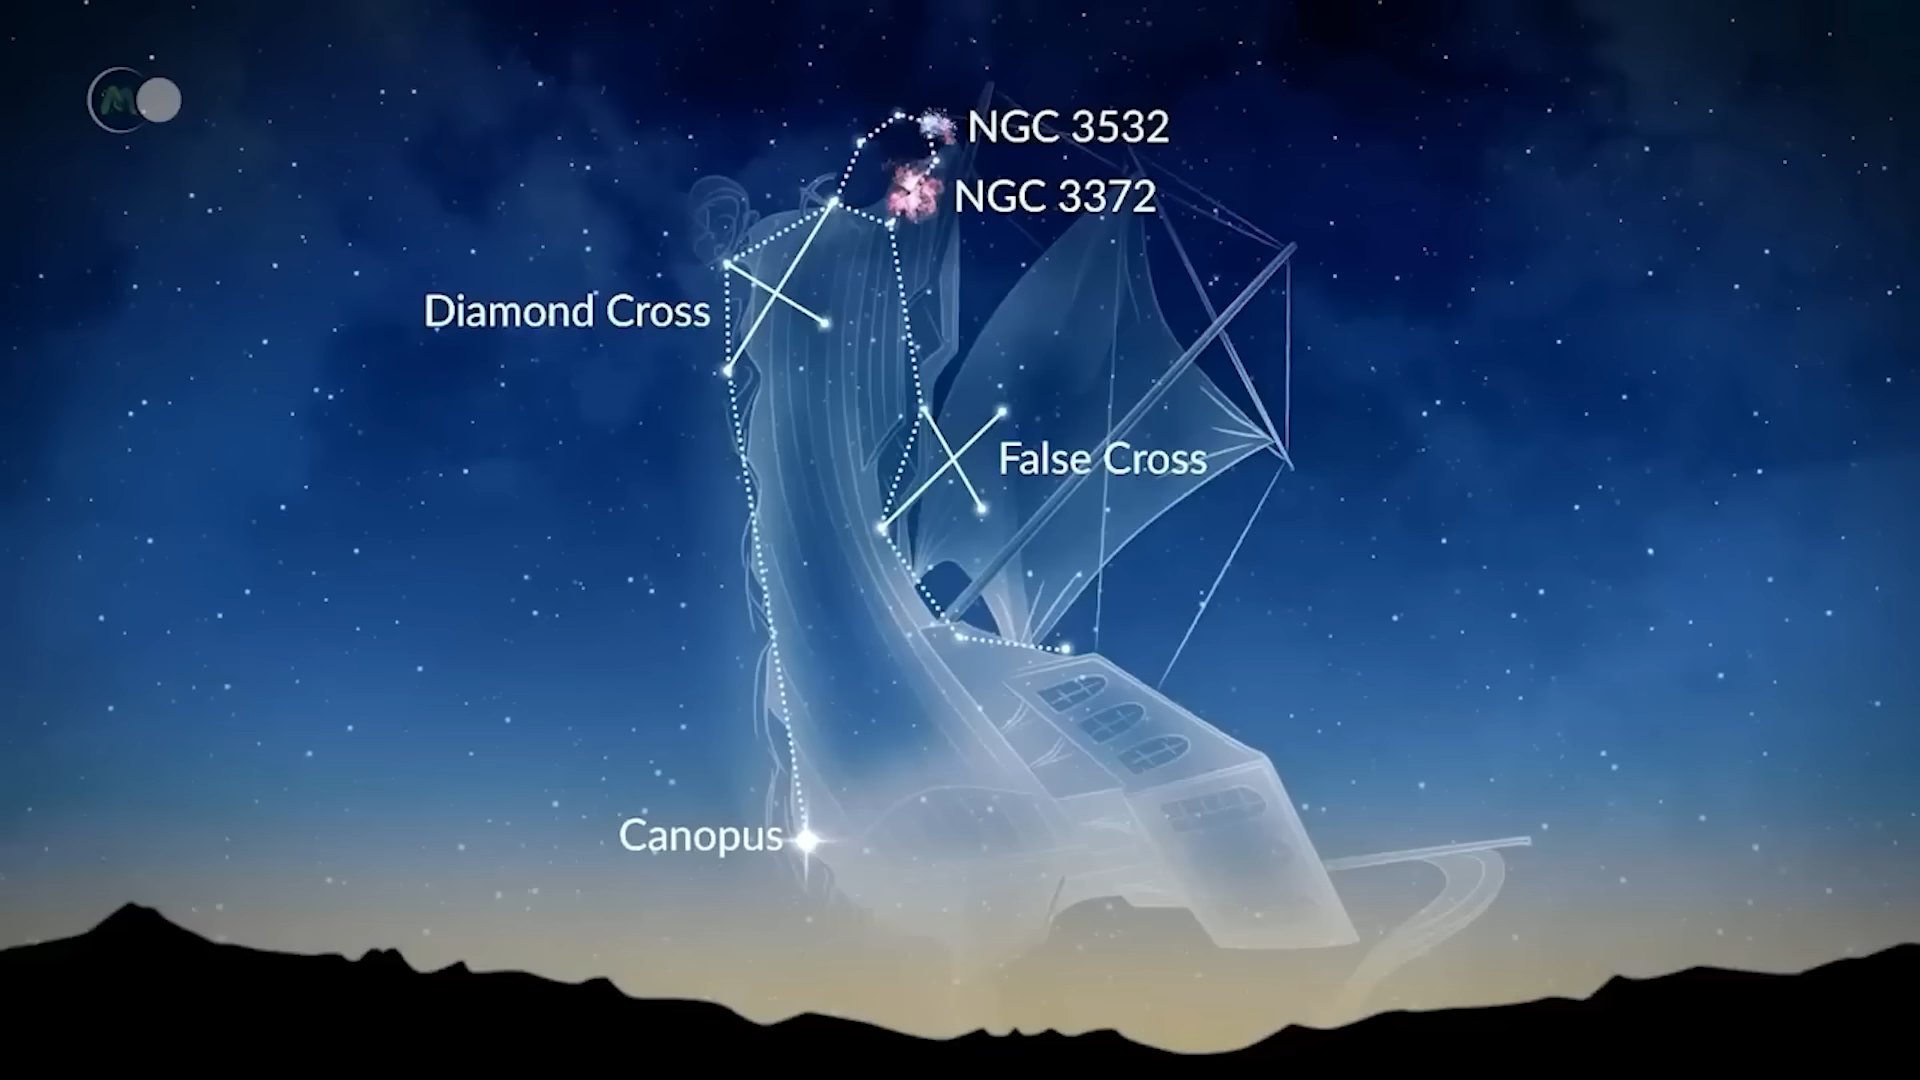 NGC 3532
NGC 3372
Diamond Cross
False Cross
Canopus